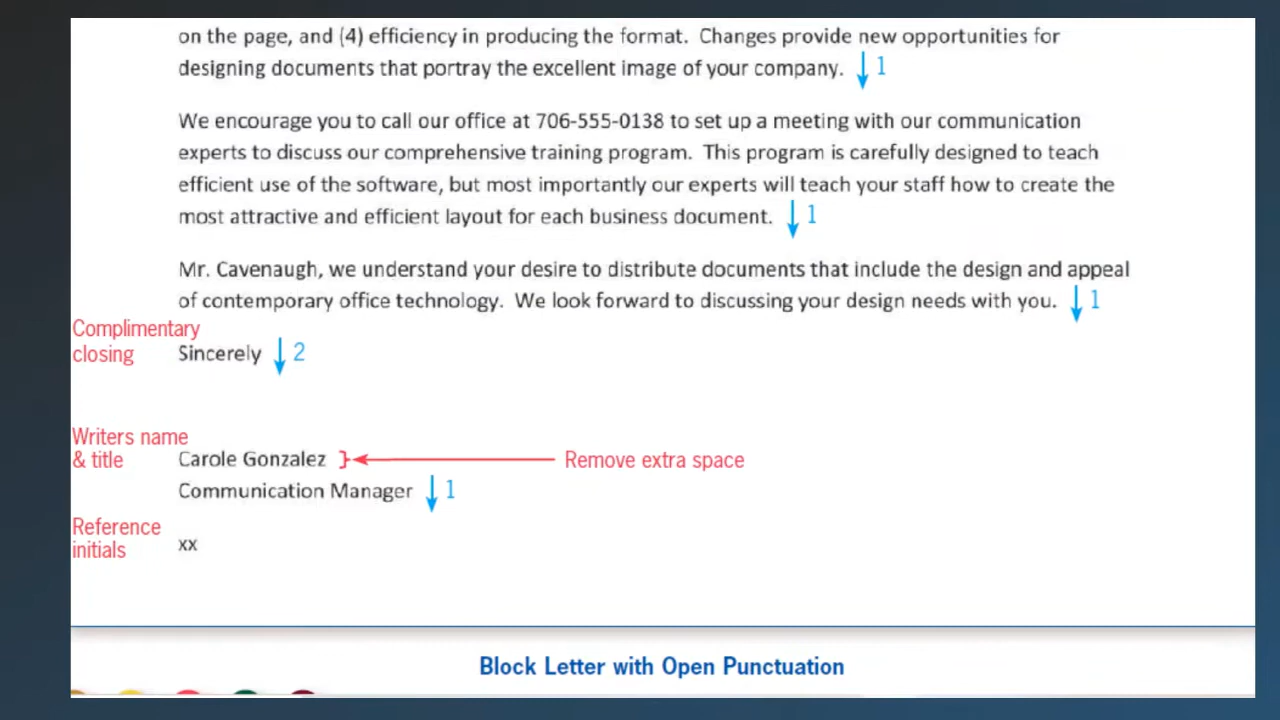 on the page, and (4) efficiency in producing the format.  Changes provide new opportunities for
designing documents that portray the excellent image of your company. 1
We encourage you to call our office at 706-555-0138 to set up a meeting with our communication
experts to discuss our comprehensive training program.  This program is carefully designed to teach
efficient use of the software, but most importantly our experts will teach your staff how to create the
most attractive and efficient layout for each business document. 1
Mr. Cavenaugh, we understand your desire to distribute documents that include the design and appeal
of contemporary office technology.  We look forward to discussing your design needs with you. 1
Complimentary
closing Sincerely 2
Writers name
& title Carole Gonzalez } Remove extra space
Communication Manager 1
Reference
initials xx
Block Letter with Open Punctuation